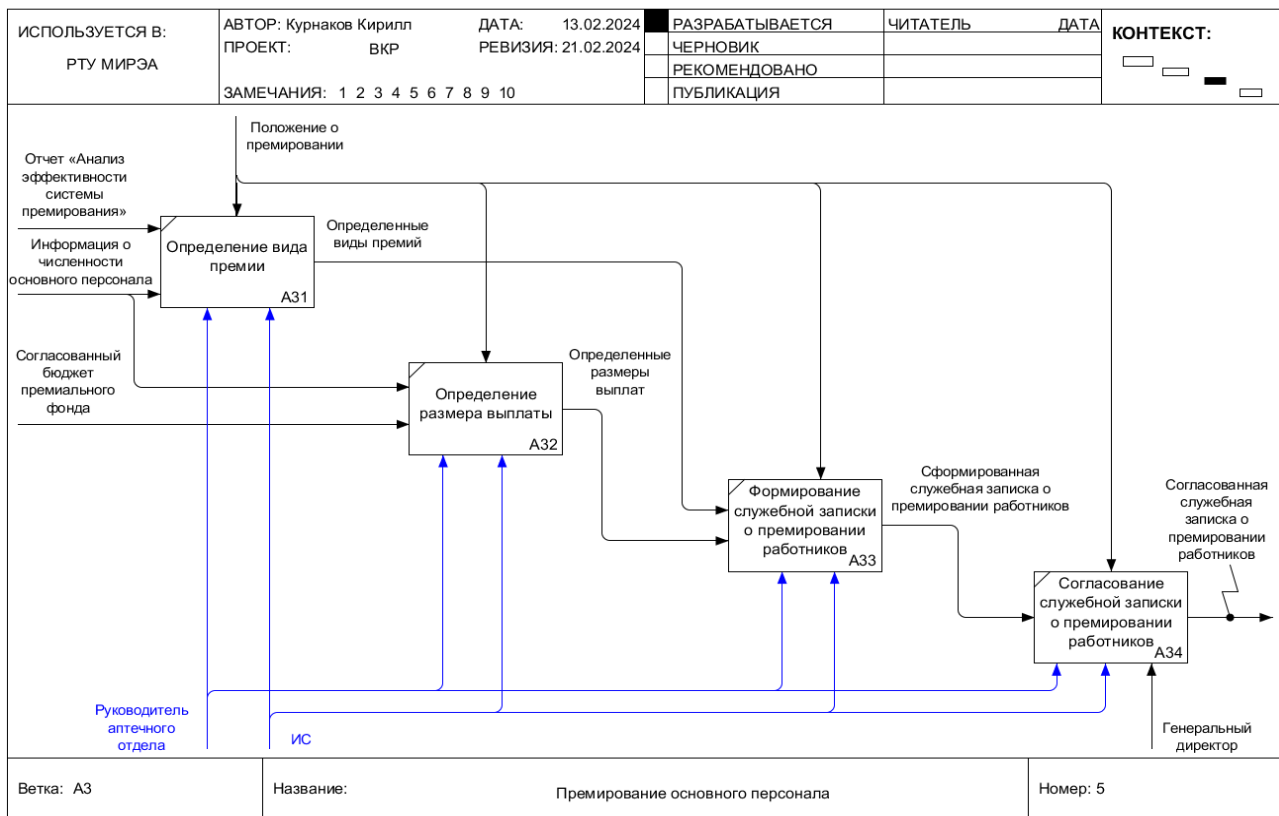 ИСПОЛЬЗУЕТСЯ В:
РТУ МИРЭА
АВТОР: Курнаков Кирилл
ДАТА: 13.02.2024
ПРОЕКТ: ВКР
РЕВИЗИЯ: 21.02.2024
ЗАМЕЧАНИЯ: 1 2 3 4 5 6 7 8 9 10
РАЗРАБАТЫВАЕТСЯ
ЧЕРНОВИК
РЕКОМЕНДОВАНО
ПУБЛИКАЦИЯ
ЧИТАТЕЛЬ
ДАТА
КОНТЕКСТ:
Положение о
премировании
Отчет «Анализ
эффективности
системы
премирования»
Информация о
численности
основного персонала
Определение вида
премии
А31
Определенные
виды премий
Согласованный
бюджет
премиального
фонда
Определение
размера выплаты
А32
Определенные
размеры
выплат
Формирование
служебной записки
о премировании
работников
А33
Сформированная
служебная записка о
премировании работников
Согласование
служебной записки
о премировании
работников
А34
Согласованная
служебная
записка о
премировании
работников
Руководитель
аптечного
отдела
ИС
Генеральный
директор
Ветка: А3
Название:
Премирование основного персонала
Номер: 5